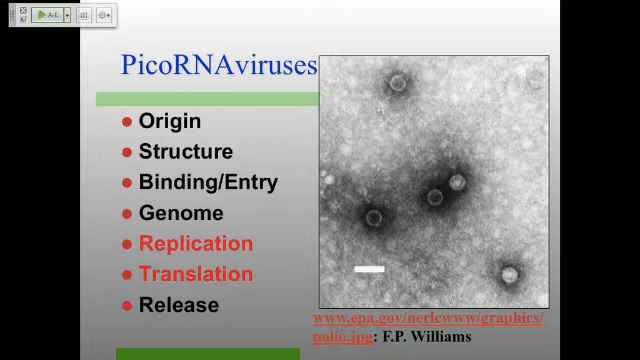 A-E
PicoRNAviruses
Origin
Structure
Binding/Entry
Genome
Replication
Translation
Release
www.epa.gov/nerlcwww/graphics/
polio.jpg: F.P. Williams